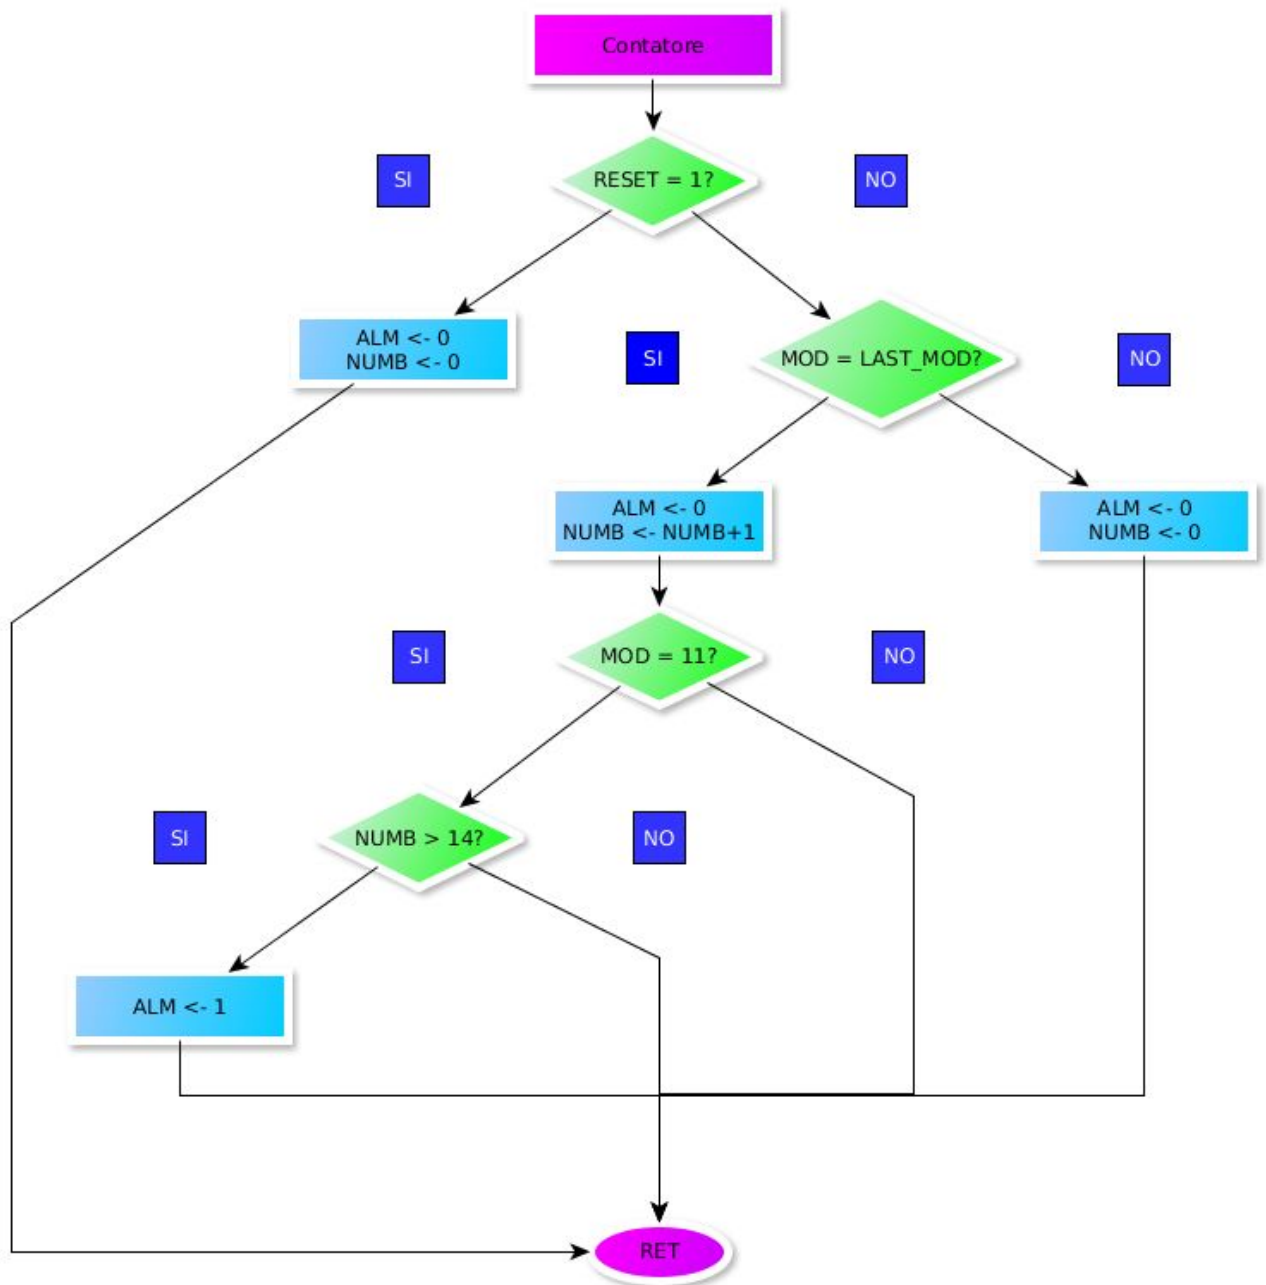 Contatore
SI
RESET = 1?
NO
ALM <- 0
NUMB <- 0
SI
MOD = LAST_MOD?
NO
ALM <- 0
NUMB <- NUMB+1
ALM <- 0
NUMB <- 0
SI
MOD = 11?
NO
SI
NUMB > 14?
NO
ALM <- 1
RET